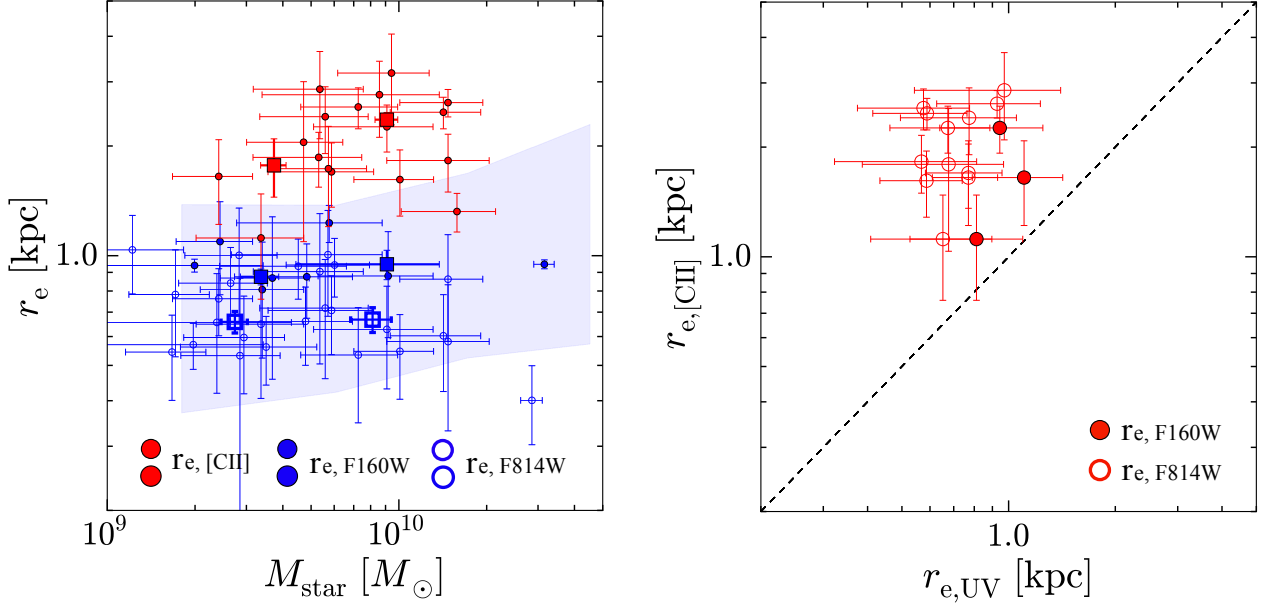 r_e [kpc]
1.0
r_e, [CII]
r_e, F160W
r_e, F814W
10^9
10^10
M_star [M_⊙]
r_e,[CII] [kpc]
1.0
r_e, F160W
r_e, F814W
1.0
r_e,UV [kpc]